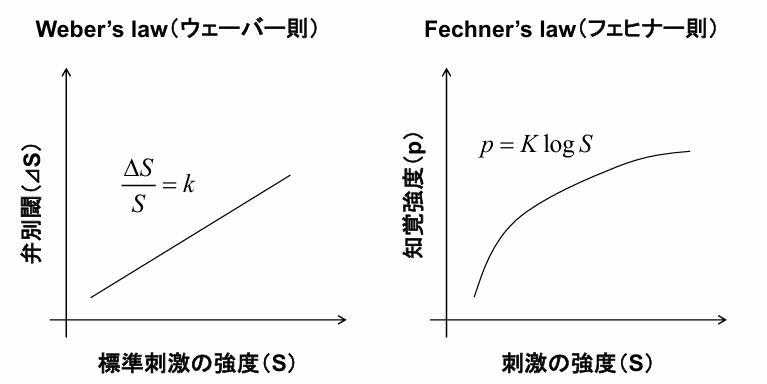 Weber's law(ウェーバー則)
弁別閾(⊿S)
ΔS/S = k
標準刺激の強度(S)
Fechner's law(フェヒナー則)
知覚強度(p)
p = K log S
刺激の強度(S)